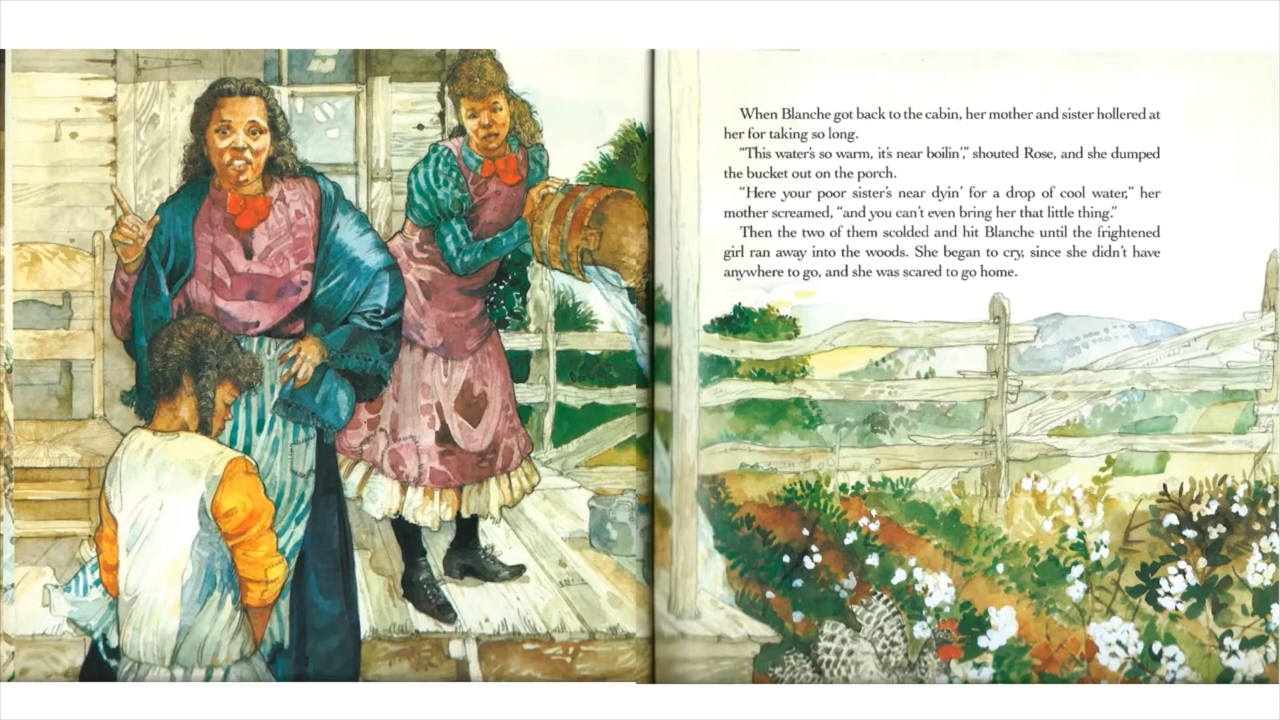 When Blanche got back to the cabin, her mother and sister hollered at
her for taking so long.
“This water’s so warm, it’s near boilin’,” shouted Rose, and she dumped
the bucket out on the porch.
“Here your poor sister’s near dyin’ for a drop of cool water,” her
mother screamed, “and you can’t even bring her that little thing.”
Then the two of them scolded and hit Blanche until the frightened
girl ran away into the woods. She began to cry, since she didn’t have
anywhere to go, and she was scared to go home.